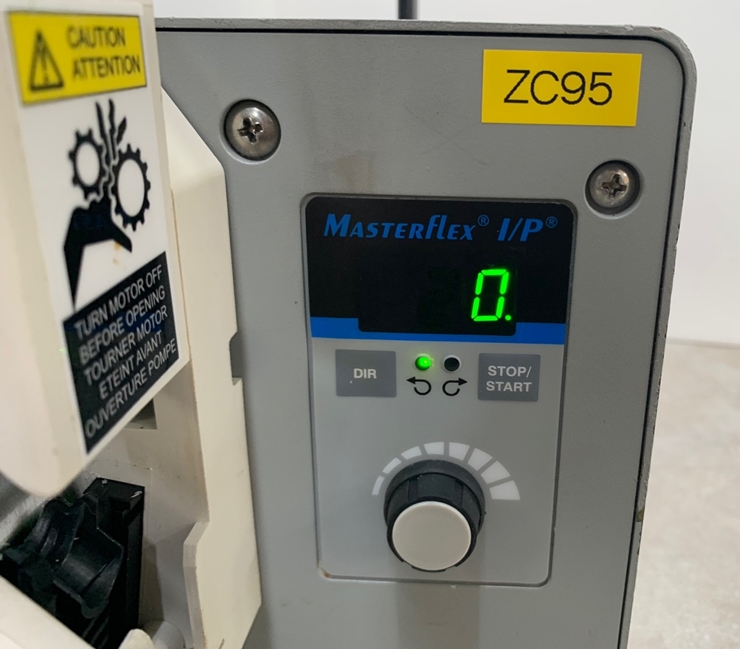 CAUTION
ATTENTION
TURN MOTOR OFF
BEFORE OPENING
TOURNER MOTOR
ETEINT AVANT
OUVERTURE POMPE
ZC95
MASTERFLEX® I/P®
0.
DIR
STOP/
START